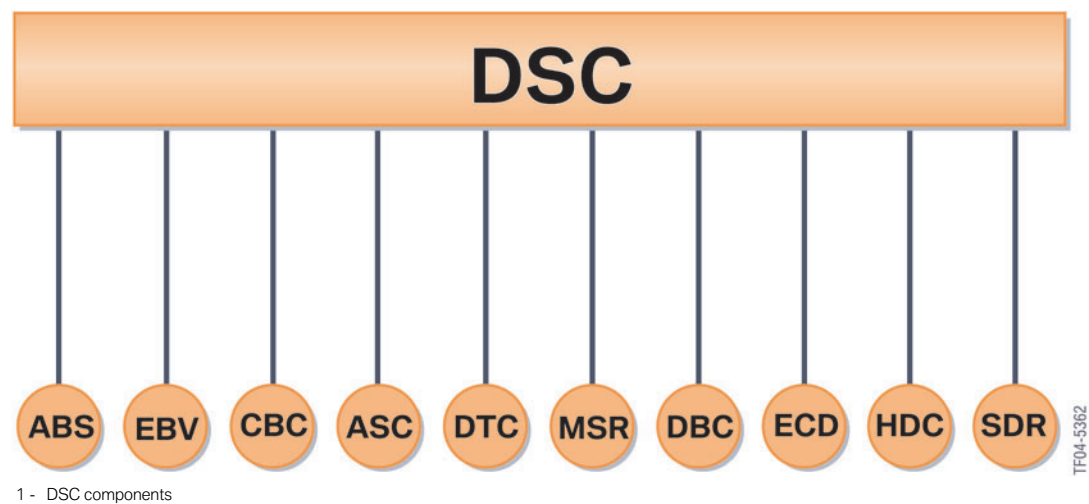 DSC
ABS EBV CBC ASC DTC MSR DBC ECD HDC SDR
TF04-5362
1 - DSC components